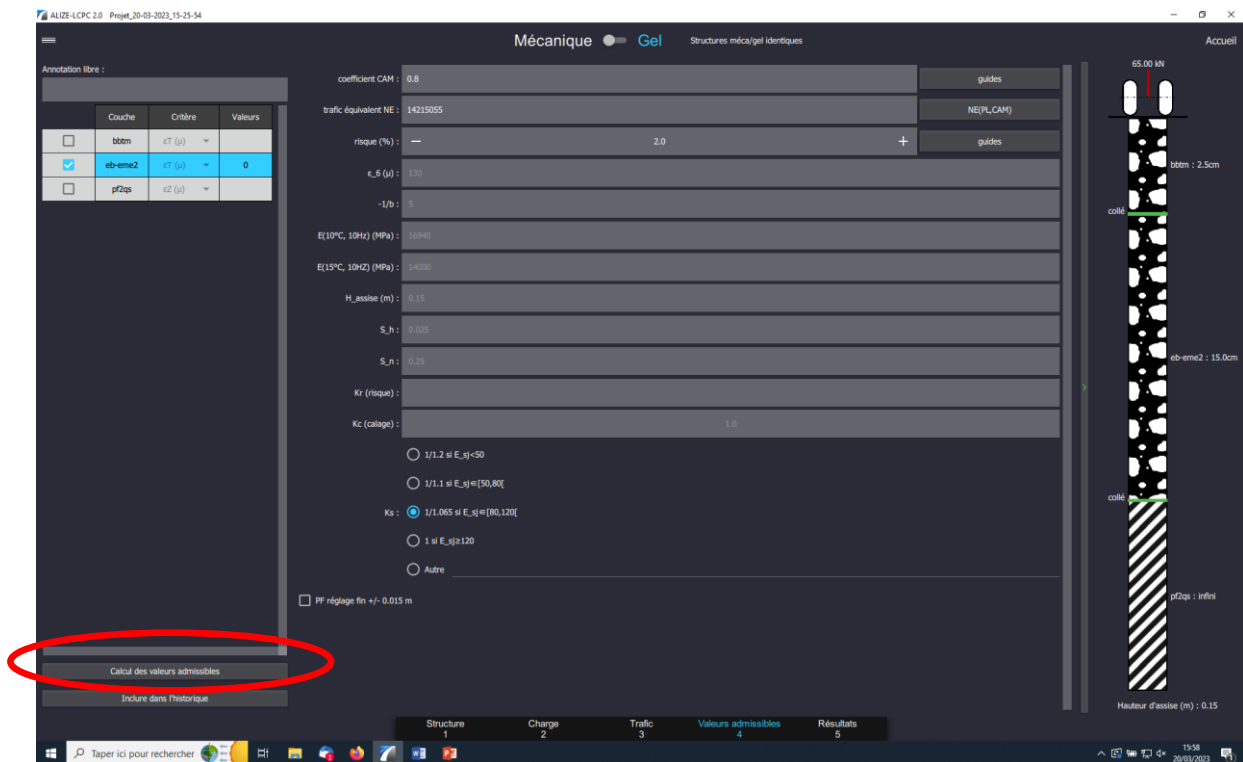 ALIZE-LCPC 2.0 Projet_20-03-2023_15-25-54
Mécanique Gel Structures méca/gel identiques Accueil
Annotation libre :
Couche Critère Valeurs
bbtm εT (μ)
eb-eme2 εT (μ) 0
pf2qs εZ (μ)
Calcul des valeurs admissibles
Inclure dans l'historique
coefficient CAM : 0.8 guides
trafic équivalent NE : 14215055 NE(PL,CAM)
risque (%) : — 2.0 + guides
ε_6 (μ) : 130
-1/b : 5
E(10°C, 10Hz) (MPa) : 16940
E(15°C, 10HZ) (MPa) : 14000
H_assise (m) : 0.15
S_h : 0.025
S_n : 0.25
Kr (risque) :
Kc (calage) : 1.0
1/1.2 si E_sj<50
1/1.1 si E_sj∈[50,80[
Ks : 1/1.065 si E_sj∈[80,120[
1 si E_sj≥120
Autre
PF réglage fin +/- 0.015 m
65.00 kN
bbtm : 2.5cm
collé
eb-eme2 : 15.0cm
collé
pf2qs : infini
Hauteur d'assise (m) : 0.15
Structure Charge Trafic Valeurs admissibles Résultats
1 2 3 4 5
Taper ici pour rechercher
15:58
20/03/2023